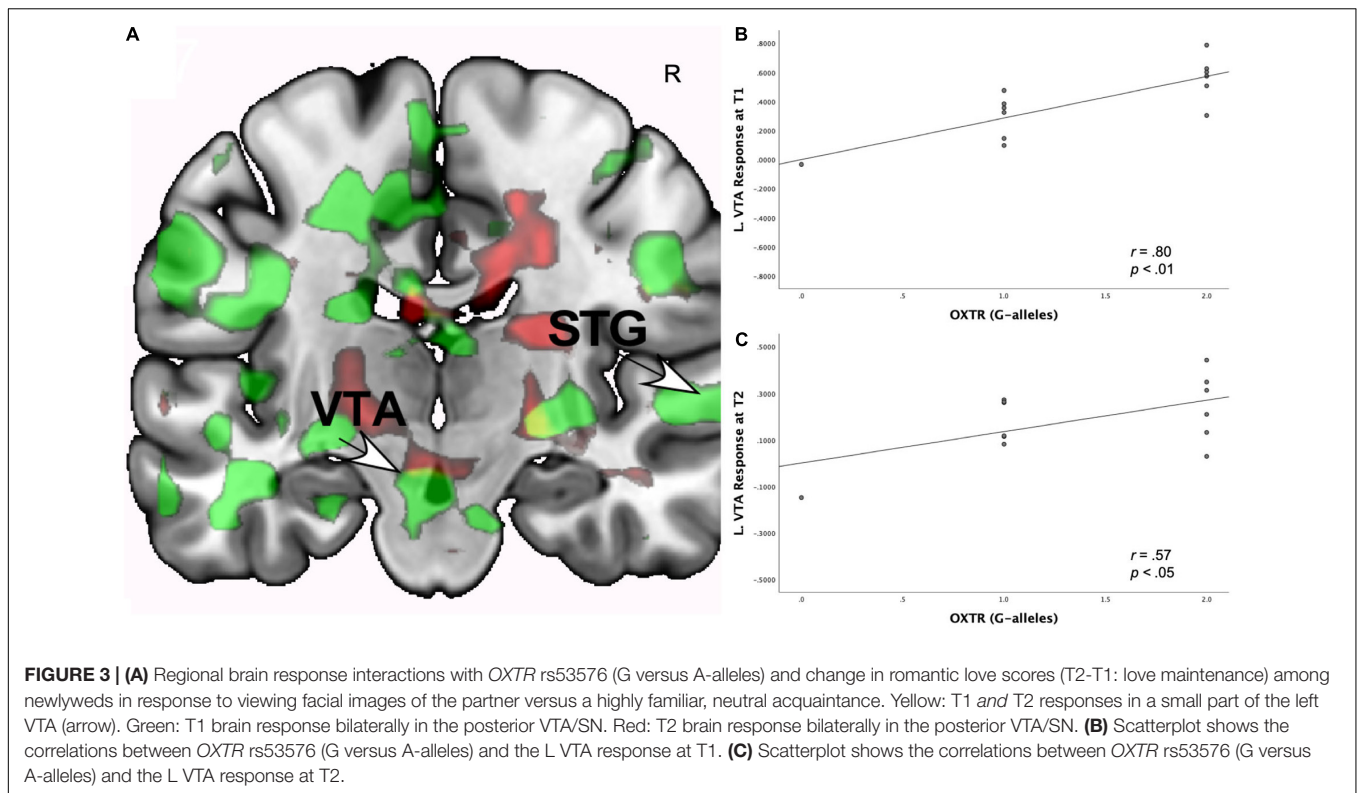 A
R
STG
VTA
B
L. VTA Response at T1
.8000
.6000
.4000
.2000
.0000
-.2000
-.4000
-.6000
-.8000
.0
.5
1.0
1.5
2.0
r = .80
p < .01
OXTR (G-alleles)
C
L. VTA Response at T2
.5000
.3000
.1000
-.1000
-.3000
-.5000
.0
.5
1.0
1.5
2.0
r = .57
p < .05
OXTR (G-alleles)
FIGURE 3 | (A) Regional brain response interactions with OXTR rs53576 (G versus A-alleles) and change in romantic love scores (T2-T1: love maintenance) among
newlyweds in response to viewing facial images of the partner versus a highly familiar, neutral acquaintance. Yellow: T1 and T2 responses in a small part of the left
VTA (arrow). Green: T1 brain response bilaterally in the posterior VTA/SN. Red: T2 brain response bilaterally in the posterior VTA/SN. (B) Scatterplot shows the
correlations between OXTR rs53576 (G versus A-alleles) and the L VTA response at T1. (C) Scatterplot shows the correlations between OXTR rs53576 (G versus
A-alleles) and the L VTA response at T2.